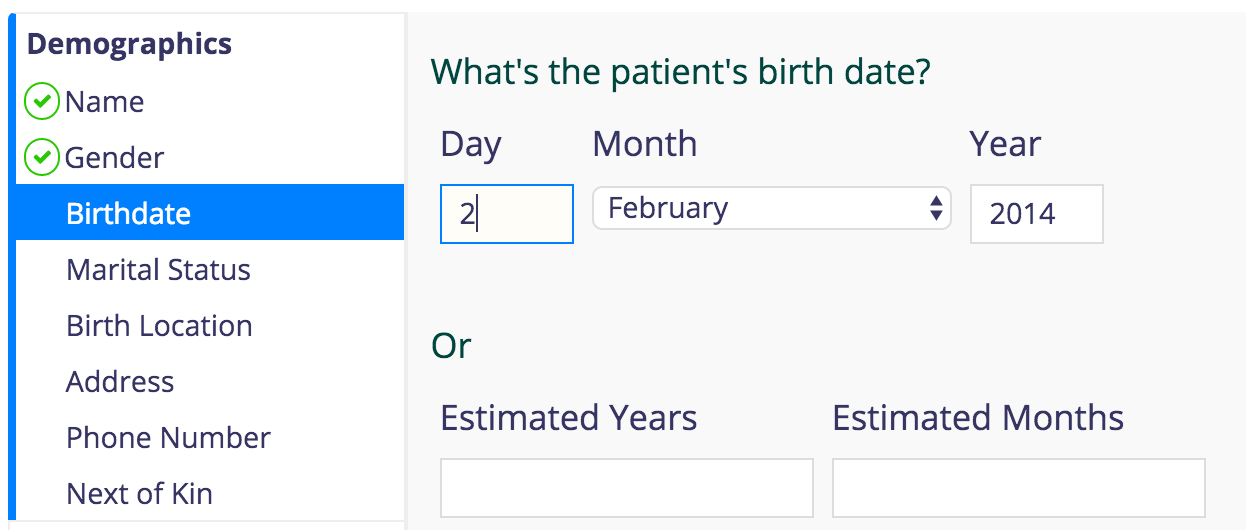 Demographics
Name
Gender
Birthdate
Marital Status
Birth Location
Address
Phone Number
Next of Kin
What's the patient's birth date?
Day Month Year
2 February 2014
Or
Estimated Years Estimated Months